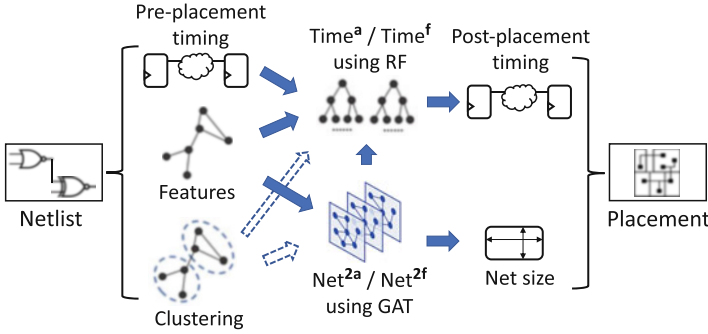 Pre-placement
timing
Time^a / Time^f
using RF
Post-placement
timing
Netlist
Features
Placement
Clustering
Net^2a / Net^2f
using GAT
Net size